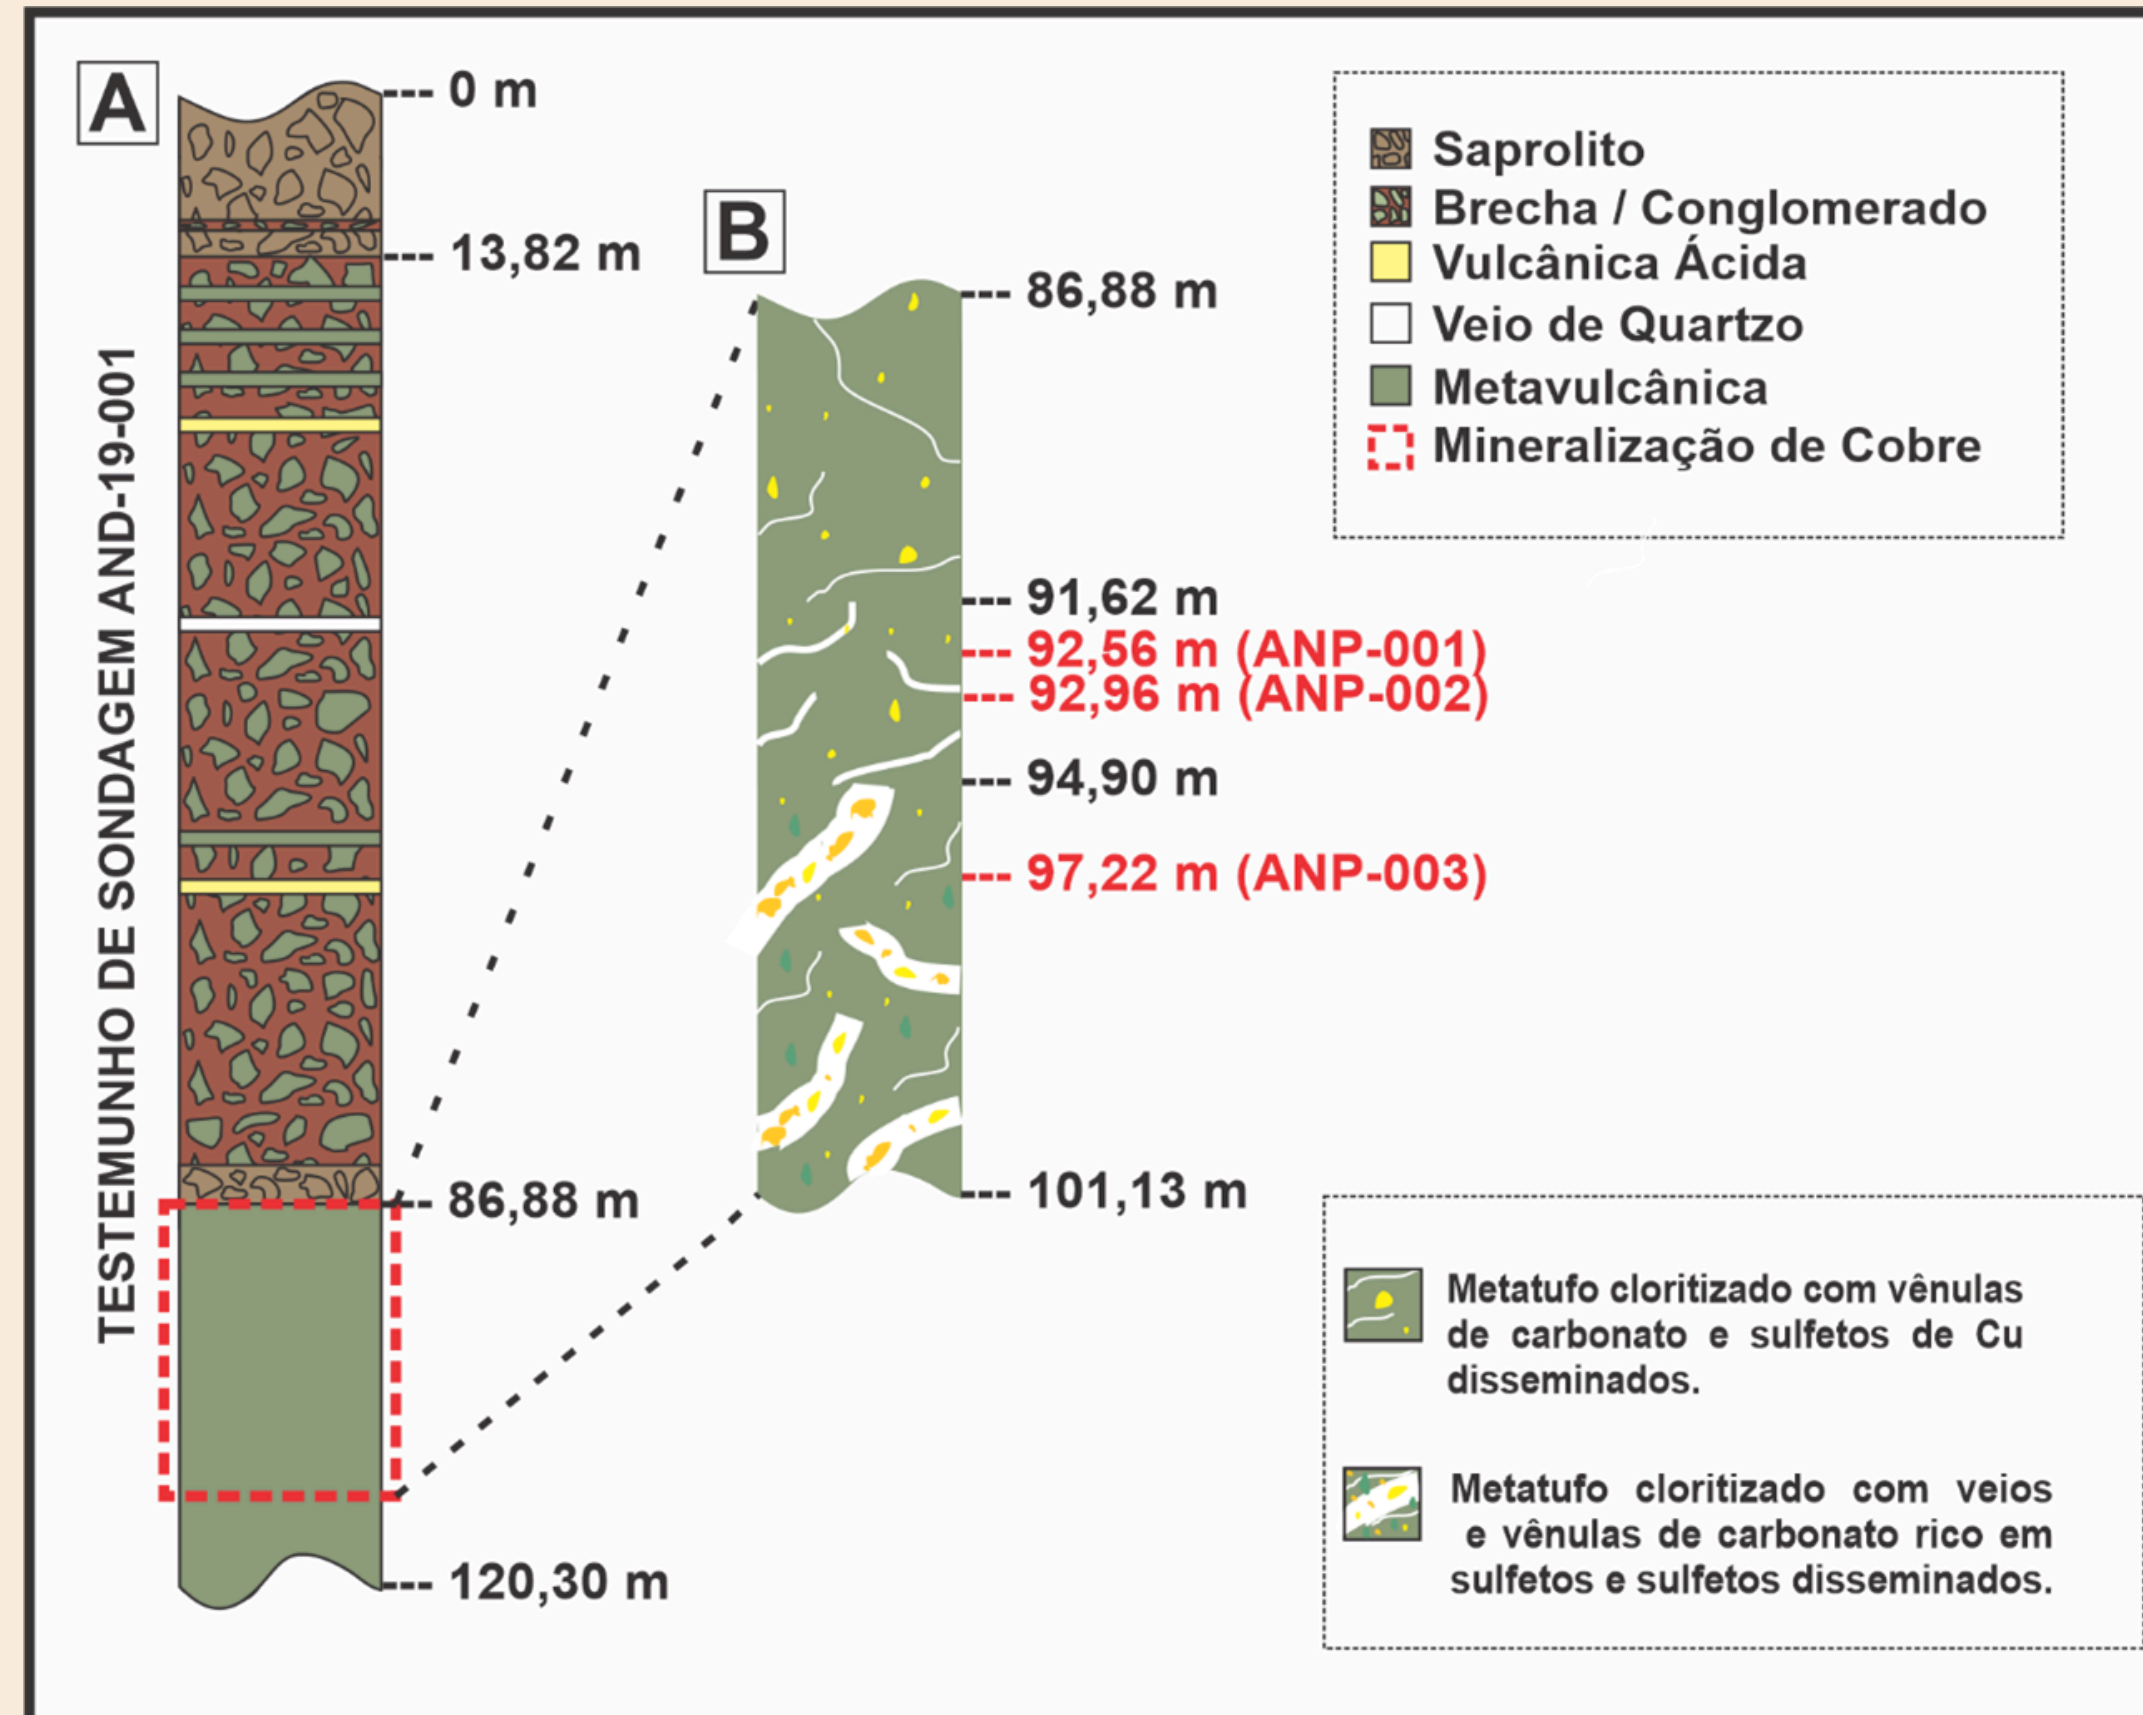 A
0 m
13,82 m
TESTEMUNHO DE SONDAGEM AND-19-001
86,88 m
120,30 m
B
86,88 m
91,62 m
92,56 m (ANP-001)
92,96 m (ANP-002)
94,90 m
97,22 m (ANP-003)
101,13 m
Saprolito
Brecha / Conglomerado
Vulcânica Ácida
Veio de Quartzo
Metavulcânica
Mineralização de Cobre
Metatufo cloritizado com vênulas
de carbonato e sulfetos de Cu
disseminados.
Metatufo cloritizado com veios
e vênulas de carbonato rico em
sulfetos e sulfetos disseminados.